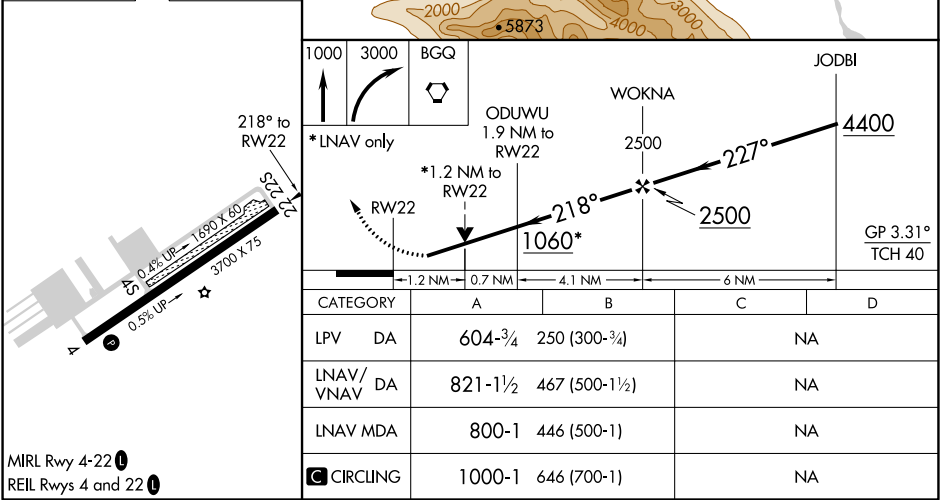 2000
3000
4000
5873
1000 3000 BGQ
* LNAV only
JODBI
WOKNA
ODUWU
1.9 NM to
RW22
4400
2500
227°
*1.2 NM to
RW22
RW22
218°
2500
1060*
GP 3.31°
TCH 40
1.2 NM 0.7 NM 4.1 NM 6 NM
218° to
RW22
22S
22
0.4% UP 1690 X 60
3700 X 75
4S
0.5% UP
4
P
MIRL Rwy 4-22 L
REIL Rwys 4 and 22 L
CATEGORY A B C D
LPV DA 604-¾ 250 (300-¾) NA
LNAV/
VNAV DA 821-1½ 467 (500-1½) NA
LNAV MDA 800-1 446 (500-1) NA
C CIRCLING 1000-1 646 (700-1) NA